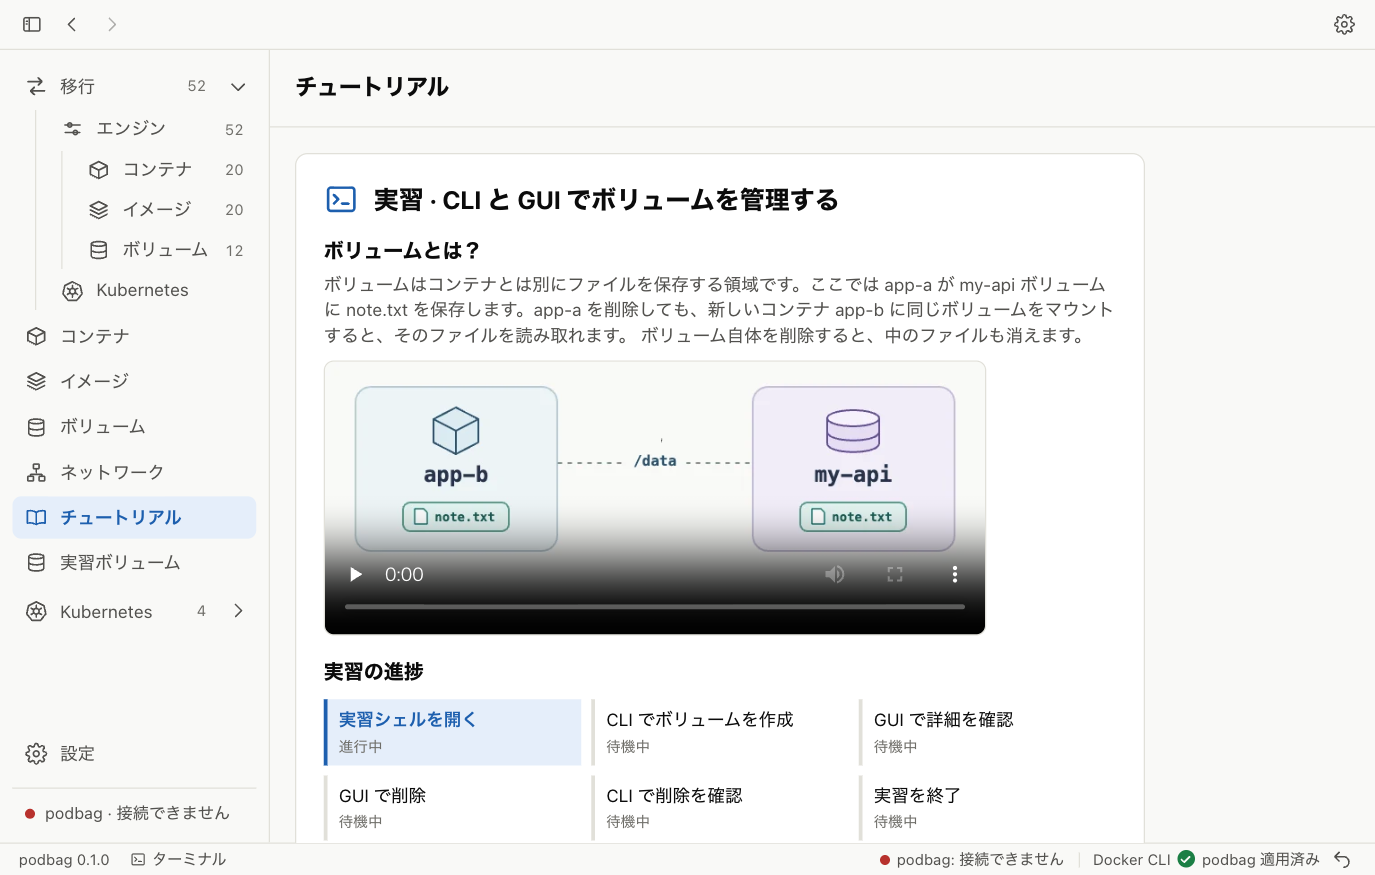 移行 52
エンジン 52
コンテナ 20
イメージ 20
ボリューム 12
Kubernetes
コンテナ
イメージ
ボリューム
ネットワーク
チュートリアル
実習ボリューム
Kubernetes 4
設定
podbag · 接続できません
チュートリアル
実習 · CLI と GUI でボリュームを管理する
ボリュームとは？
ボリュームはコンテナとは別にファイルを保存する領域です。ここでは app-a が my-api ボリューム
に note.txt を保存します。app-a を削除しても、新しいコンテナ app-b に同じボリュームをマウント
すると、そのファイルを読み取れます。 ボリューム自体を削除すると、中のファイルも消えます。
app-b
note.txt
/data
my-api
note.txt
0:00
実習の進捗
実習シェルを開く
進行中
CLI でボリュームを作成
待機中
GUI で詳細を確認
待機中
GUI で削除
待機中
CLI で削除を確認
待機中
実習を終了
待機中
podbag 0.1.0 ターミナル
podbag: 接続できません Docker CLI podbag 適用済み